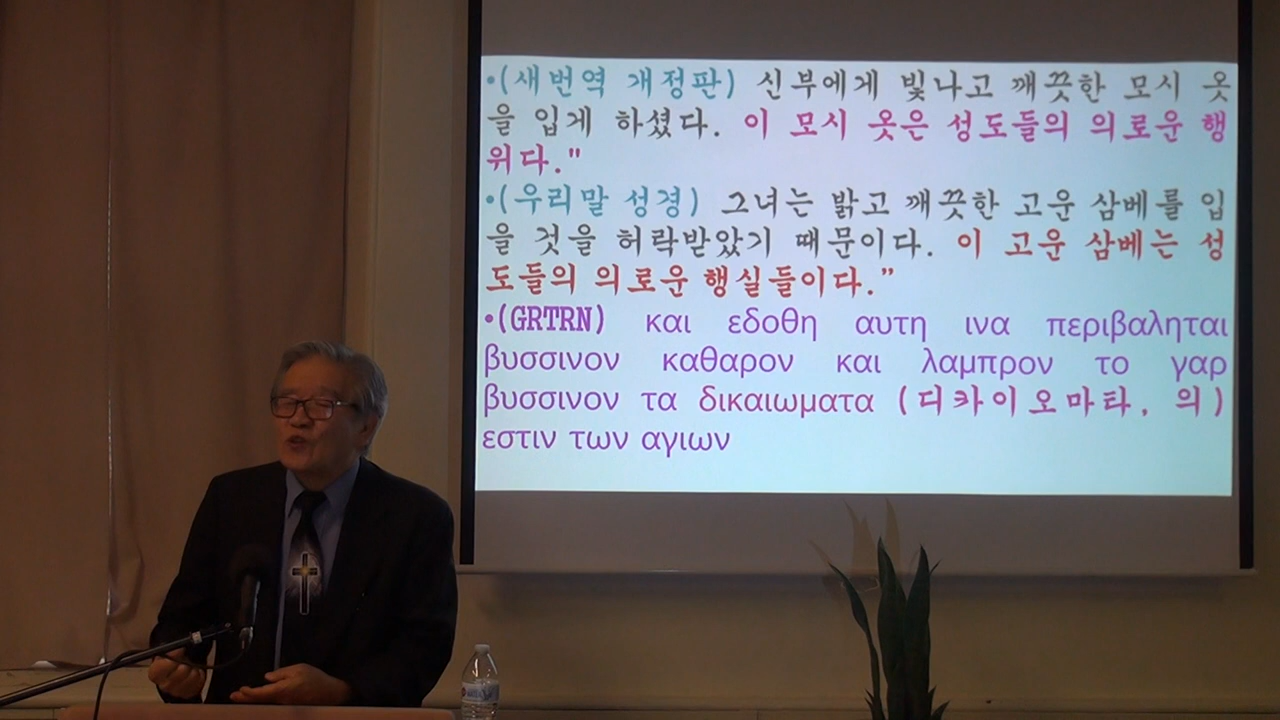 •(새번역 개정판) 신부에게 빛나고 깨끗한 모시 옷
을 입게 하셨다. 이 모시 옷은 성도들의 의로운 행
위다."
•(우리말 성경) 그녀는 밝고 깨끗한 고운 삼베를 입
을 것을 허락받았기 때문이다. 이 고운 삼베는 성
도들의 의로운 행실들이다.”
•(GRTRN) και εδοθη αυτη ινα περιβαληται
βυσσινον καθαρον και λαμπρον το γαρ
βυσσινον τα δικαιωματα (디카이오마타, 의)
εστιν των αγιων